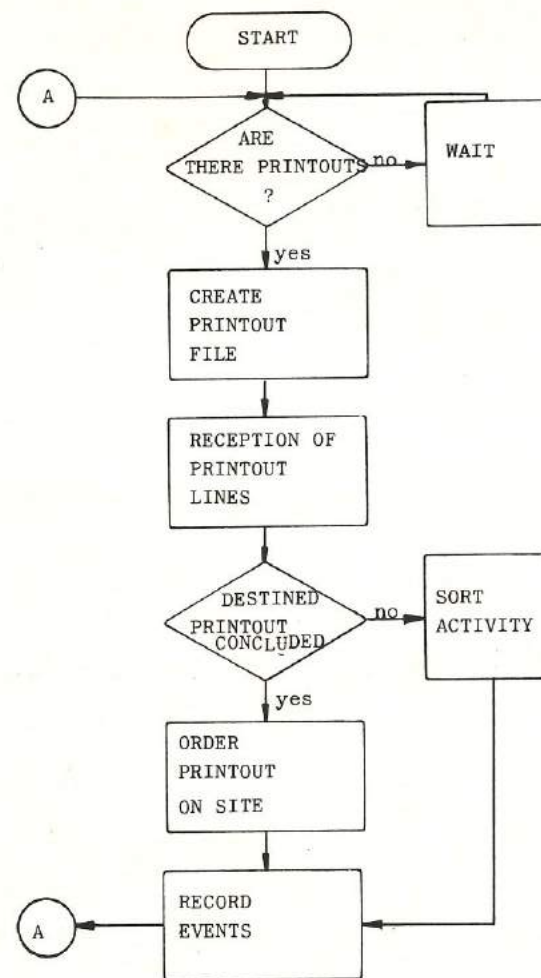 START
A
ARE
THERE PRINTOUTS
?
no
WAIT
yes
CREATE
PRINTOUT
FILE
RECEPTION OF
PRINTOUT
LINES
DESTINED
PRINTOUT
CONCLUDED
no
SORT
ACTIVITY
yes
ORDER
PRINTOUT
ON SITE
RECORD
EVENTS
A